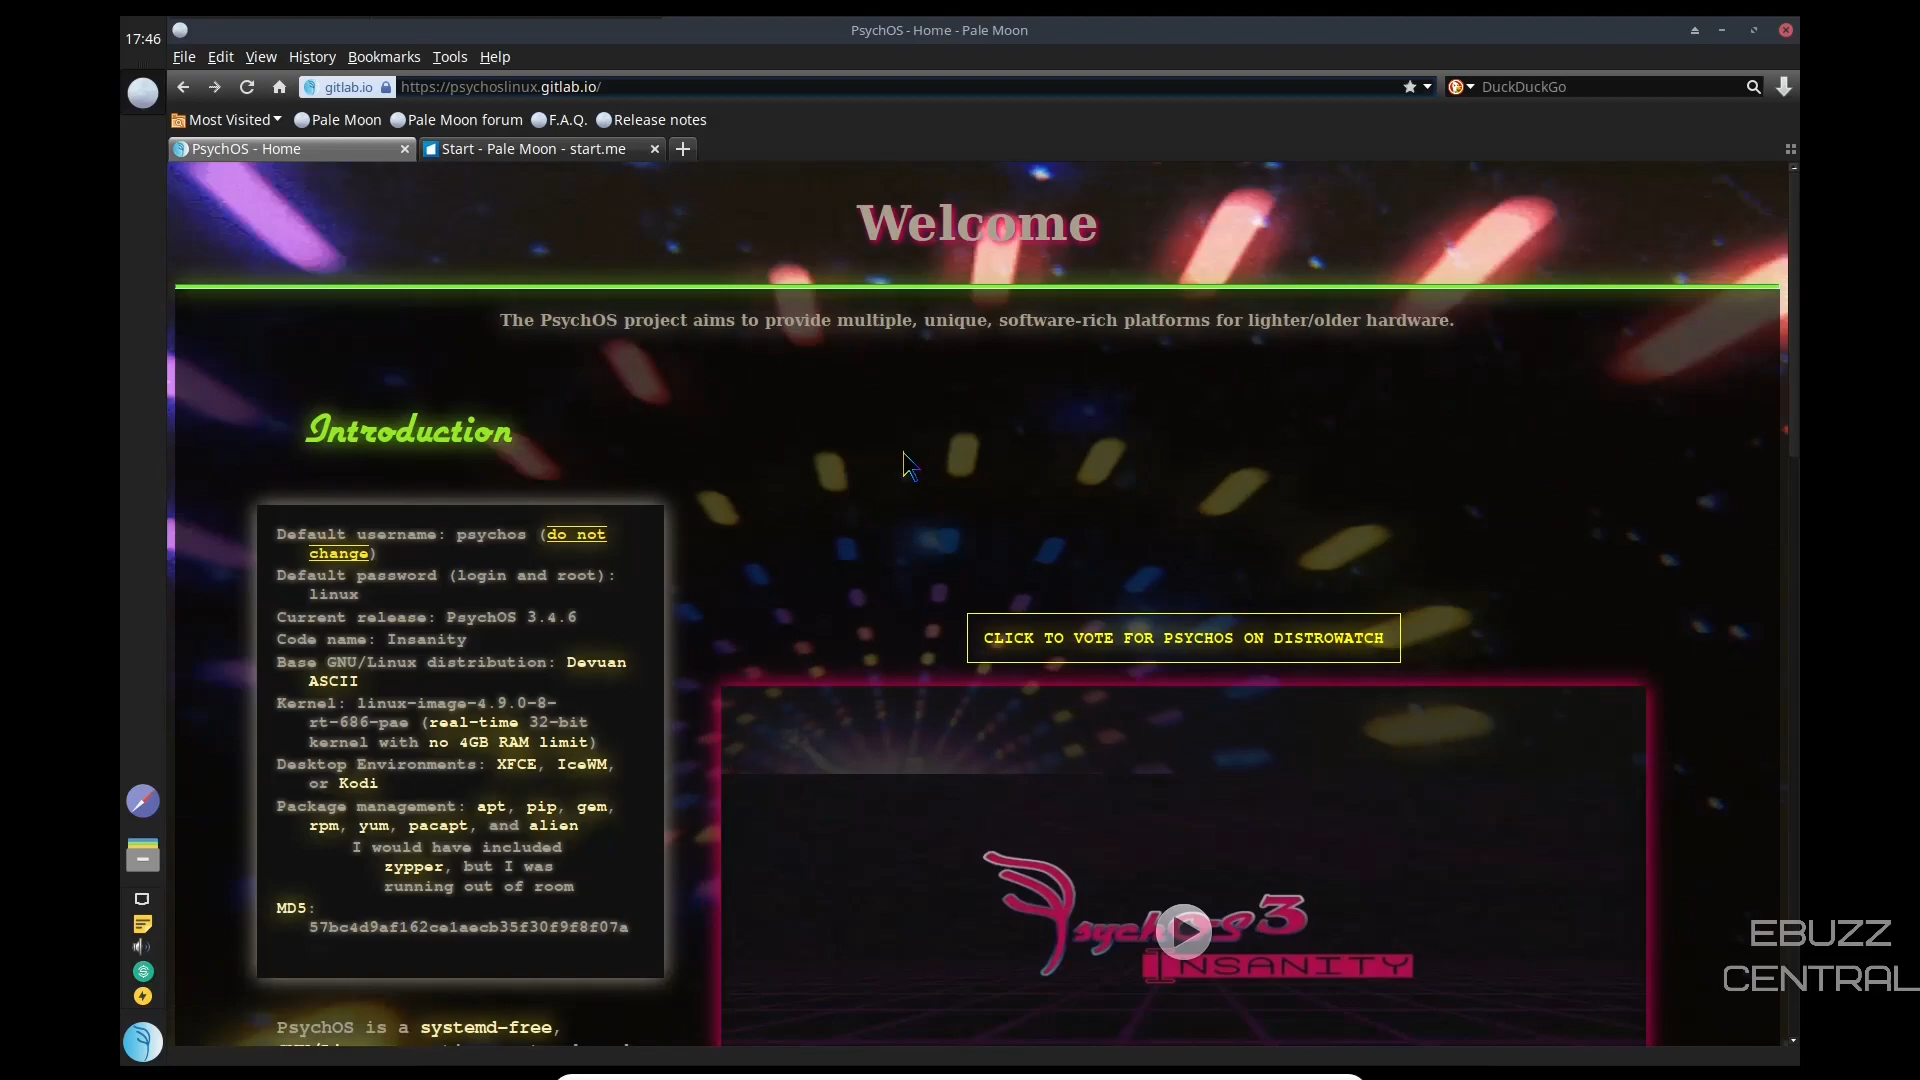 17:46
PsychOS - Home - Pale Moon
File Edit View History Bookmarks Tools Help
gitlab.io https://psychoslinux.gitlab.io/ DuckDuckGo
Most Visited Pale Moon Pale Moon forum F.A.Q. Release notes
PsychOS - Home Start - Pale Moon - start.me
Welcome
The PsychOS project aims to provide multiple, unique, software-rich platforms for lighter/older hardware.
Introduction
Default username: psychos (do not
change)
Default password (login and root):
linux
Current release: PsychOS 3.4.6
Code name: Insanity
Base GNU/Linux distribution: Devuan
ASCII
Kernel: linux-image-4.9.0-8-
rt-686-pae (real-time 32-bit
kernel with no 4GB RAM limit)
Desktop Environments: XFCE, IceWM,
or Kodi
Package management: apt, pip, gem,
rpm, yum, pacapt, and alien
I would have included
zypper, but I was
running out of room
MD5:
57bc4d9af162ce1aecb35f30f9f8f07a
PsychOS is a systemd-free,
CLICK TO VOTE FOR PSYCHOS ON DISTROWATCH
PsychOS3
INSANITY
EBUZZ
CENTRAL